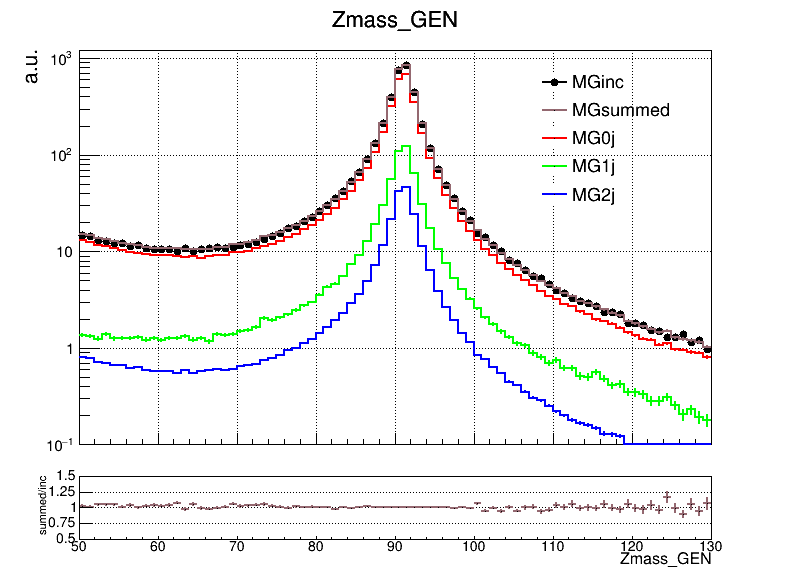 Zmass_GEN
a.u.
10³
10²
10
1
10⁻¹
MGinc
MGsummed
MG0j
MG1j
MG2j
summed/inc
1.5
1.25
1
0.75
0.5
50 60 70 80 90 100 110 120 130
Zmass_GEN